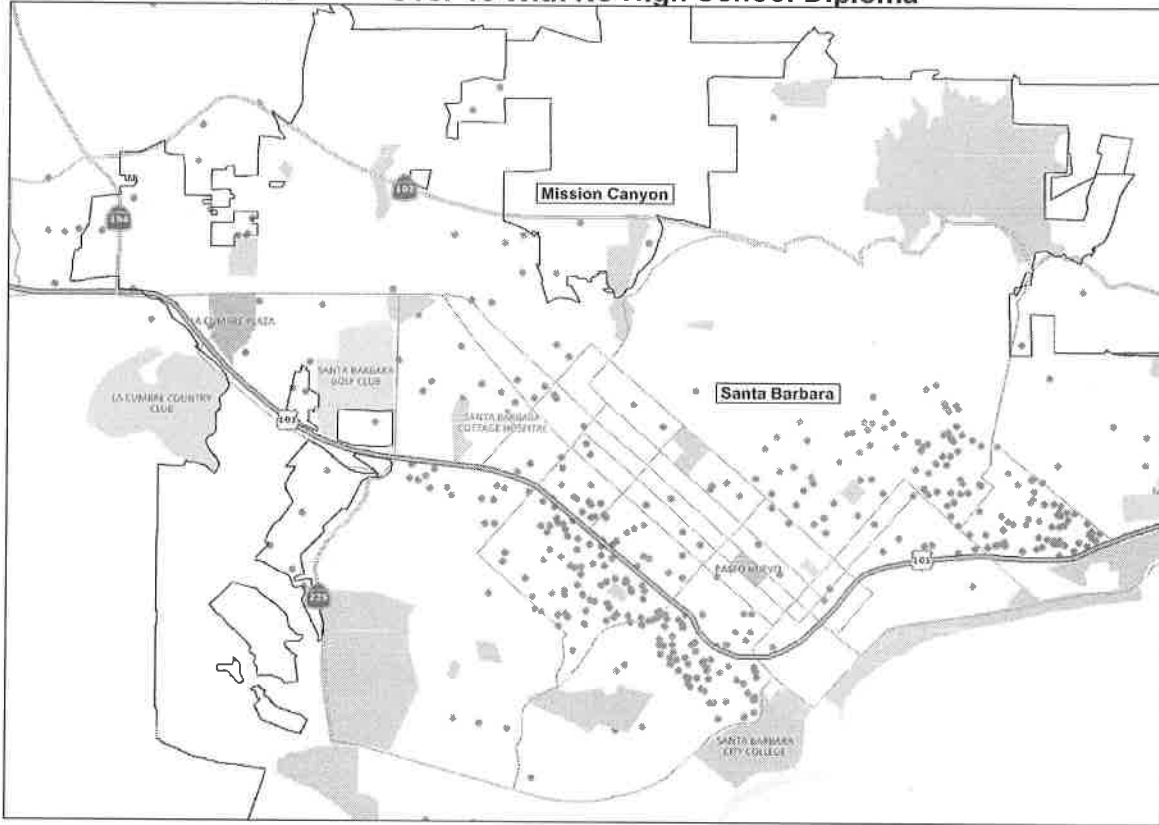 Over 18 With No High School Diploma
192
Mission Canyon
154
LA CUMBRE PLAZA
SANTA BARBARA
GOLF CLUB
LA CUMBRE COUNTRY
CLUB
101
SANTA BARBARA
COTTAGE HOSPITAL
Santa Barbara
PASEO NUEVO
101
225
SANTA BARBARA
CITY COLLEGE